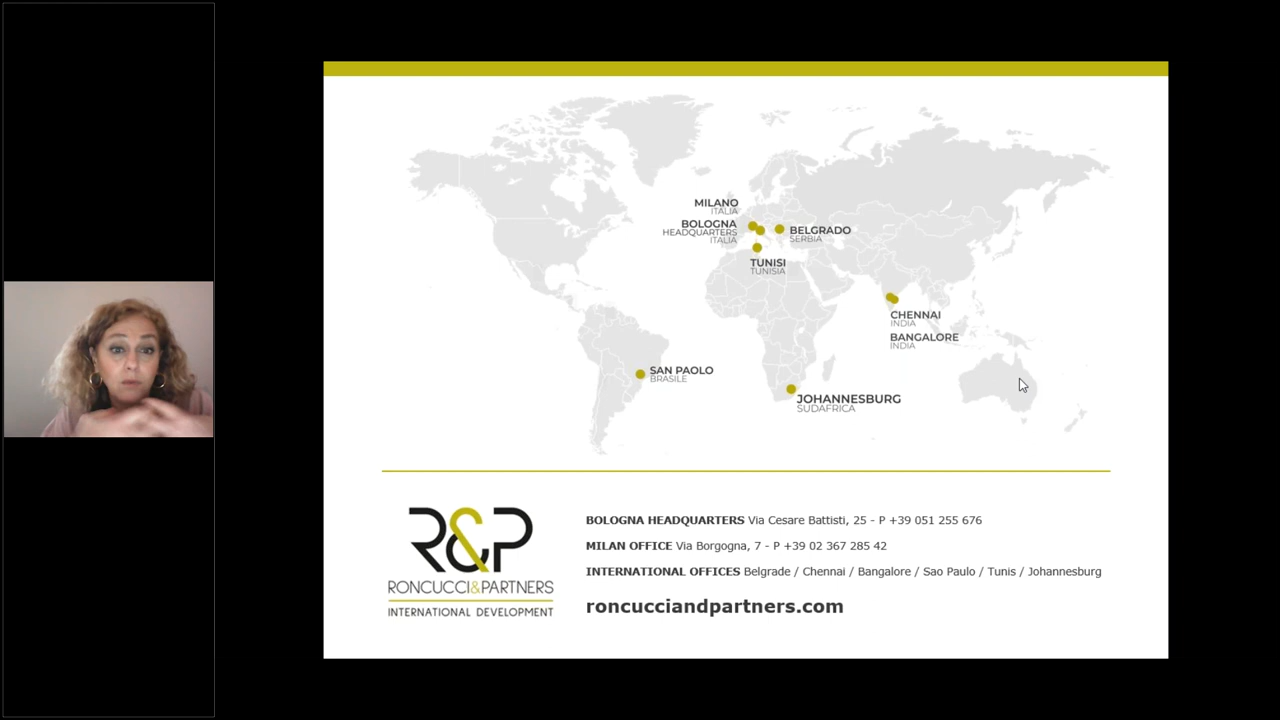 MILANO
ITALIA
BOLOGNA
HEADQUARTERS
ITALIA
BELGRADO
SERBIA
TUNISI
TUNISIA
CHENNAI
INDIA
BANGALORE
INDIA
SAN PAOLO
BRASILE
JOHANNESBURG
SUDAFRICA
R&P
RONCUCCI&PARTNERS
INTERNATIONAL DEVELOPMENT
BOLOGNA HEADQUARTERS Via Cesare Battisti, 25 - P +39 051 255 676
MILAN OFFICE Via Borgogna, 7 - P +39 02 367 285 42
INTERNATIONAL OFFICES Belgrade / Chennai / Bangalore / Sao Paulo / Tunis / Johannesburg
roncucciandpartners.com